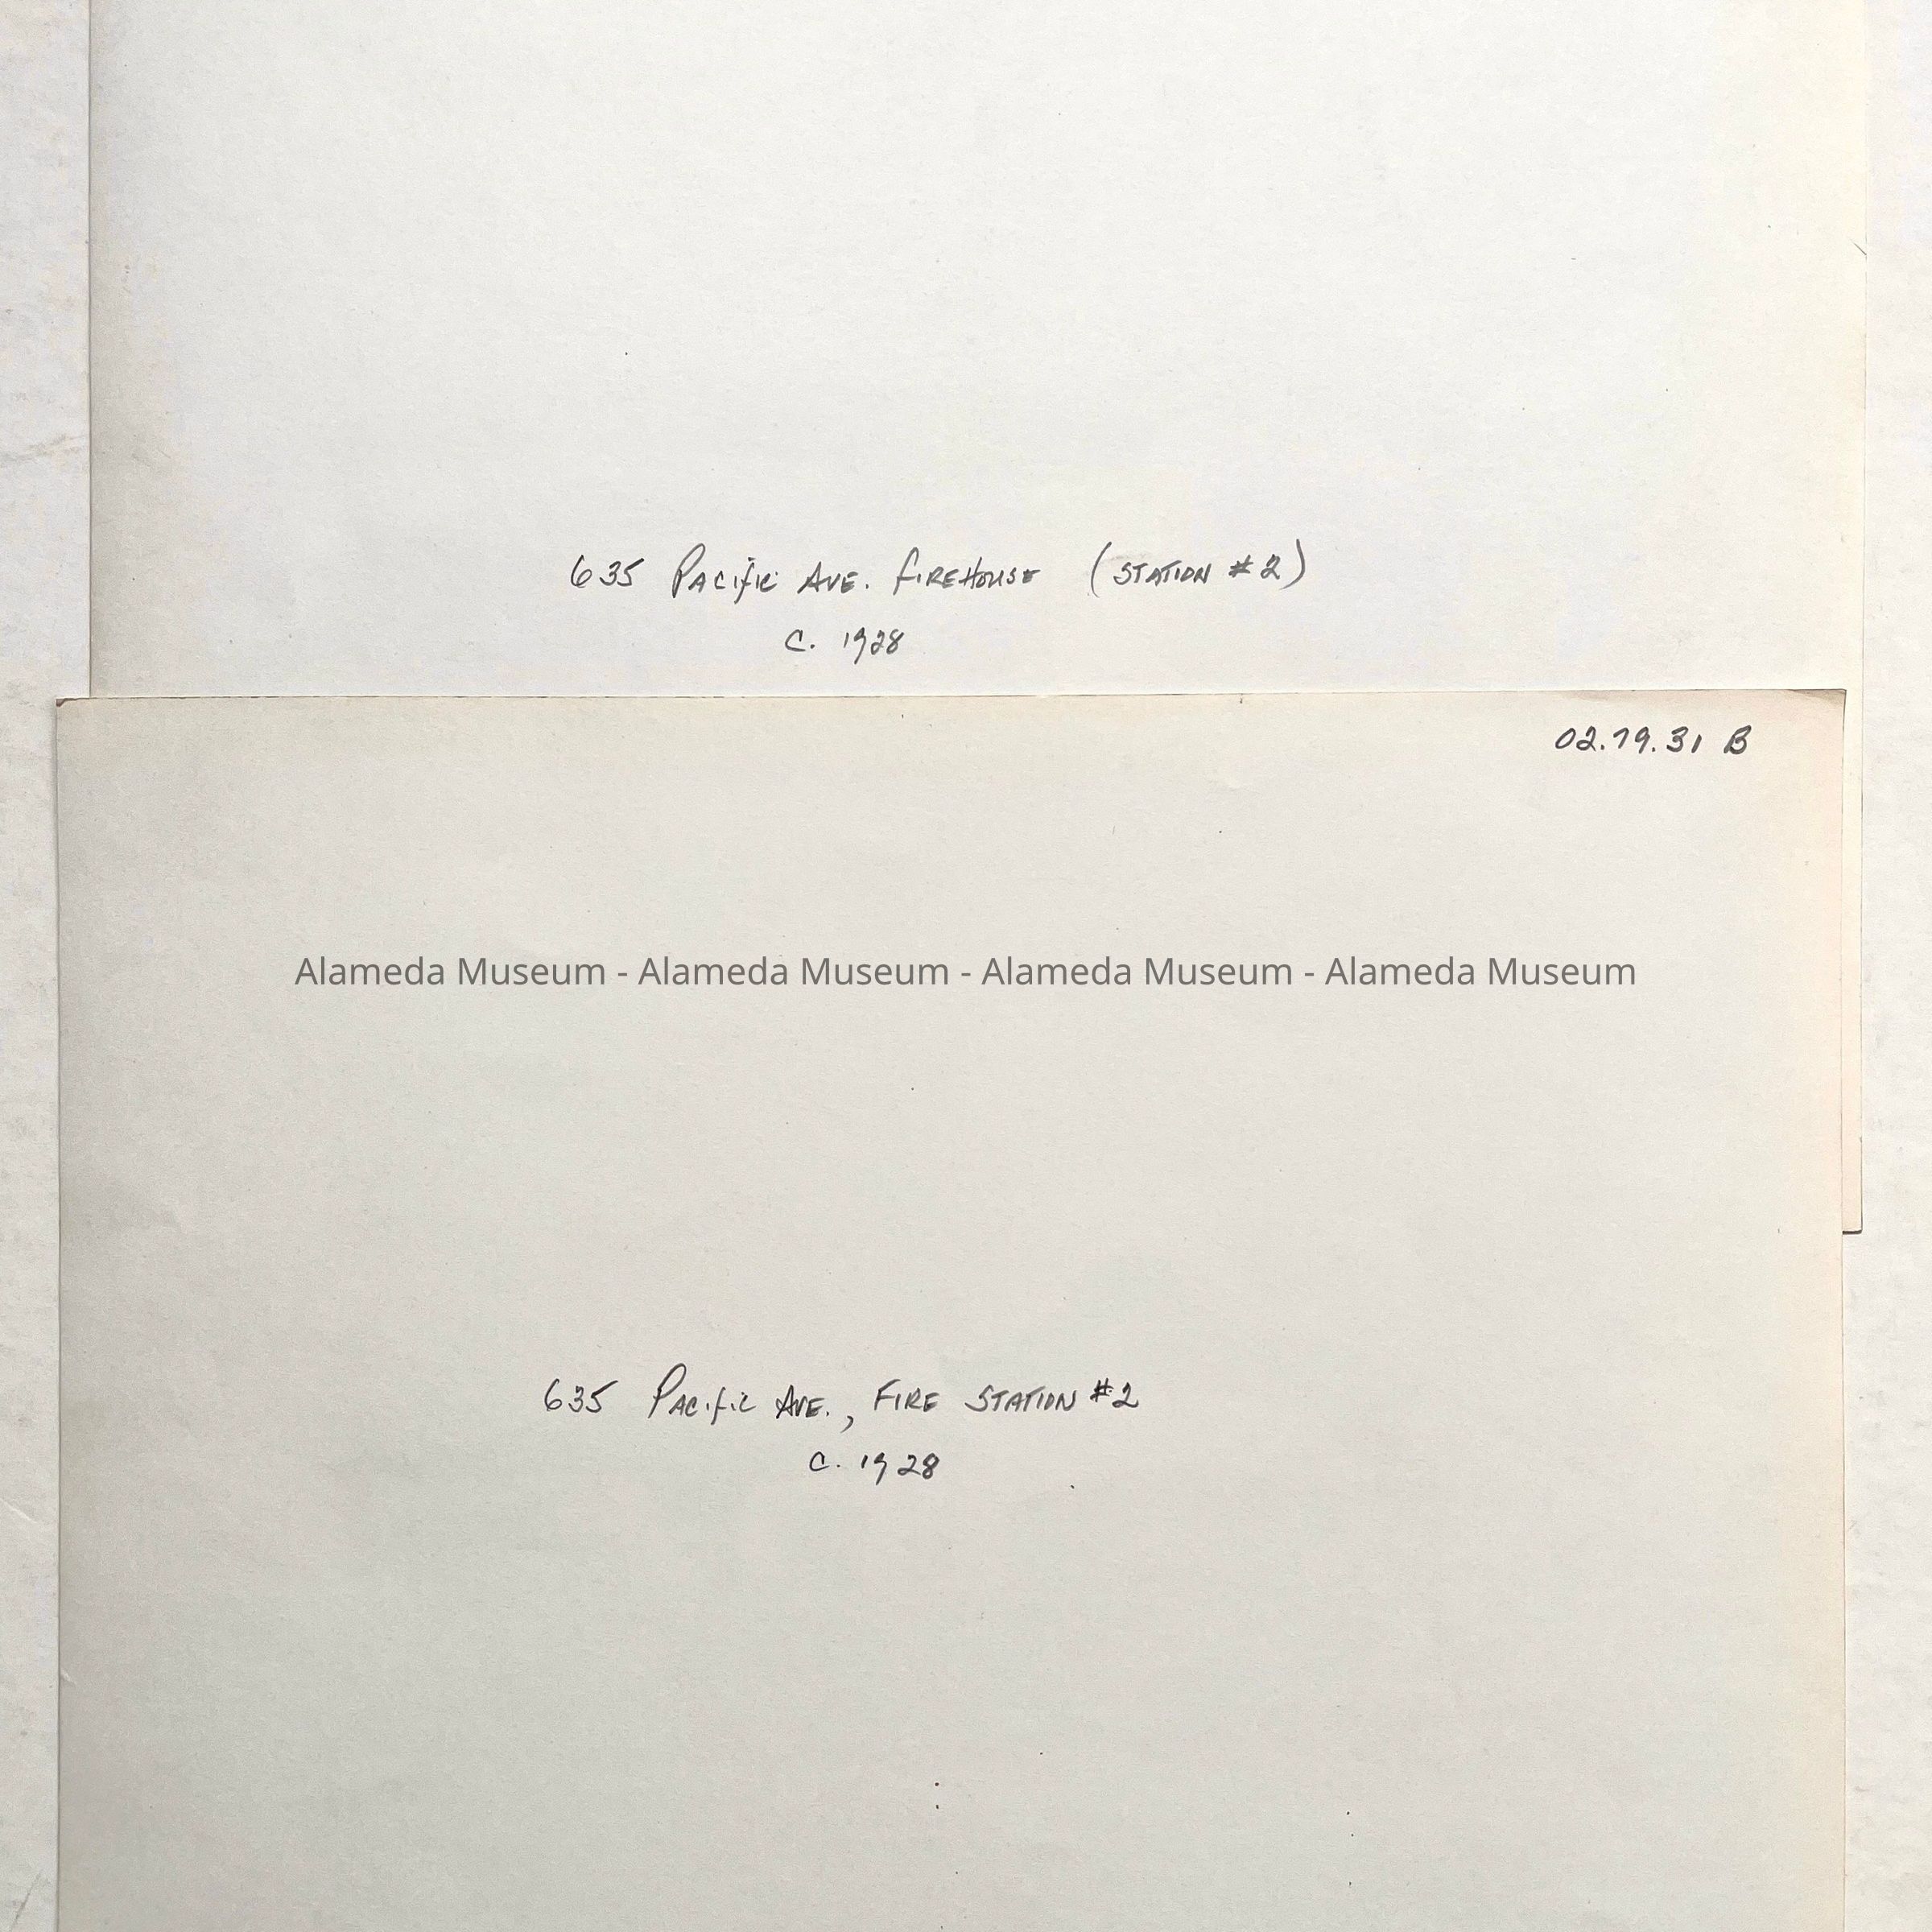 635 Pacific Ave. Firehouse (Station #2)
c. 1928
02.79.31 B
Alameda Museum - Alameda Museum - Alameda Museum - Alameda Museum
635 Pacific Ave., Fire Station #2
c. 1928